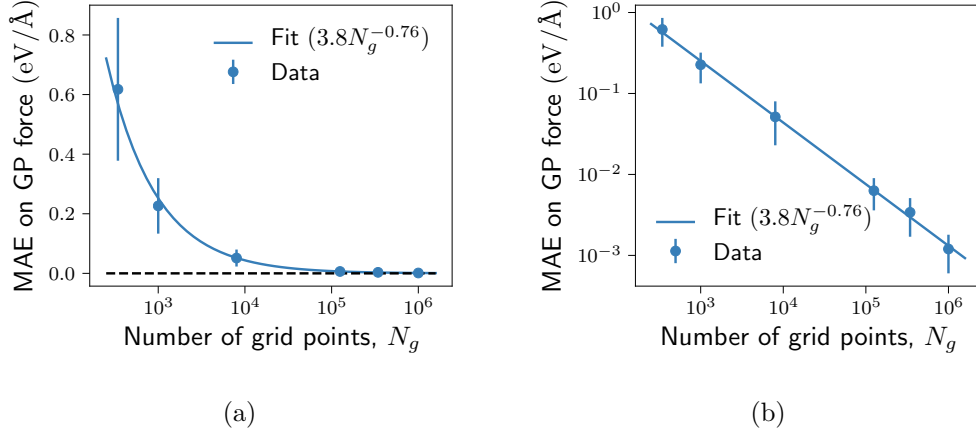 MAE on GP force (eV/Å)
0.8
0.6
0.4
0.2
0.0
Fit (3.8N_g^{-0.76})
Data
10^3
10^4
10^5
10^6
Number of grid points, N_g
(a)
MAE on GP force (eV/Å)
10^0
10^{-1}
10^{-2}
10^{-3}
Fit (3.8N_g^{-0.76})
Data
10^3
10^4
10^5
10^6
Number of grid points, N_g
(b)